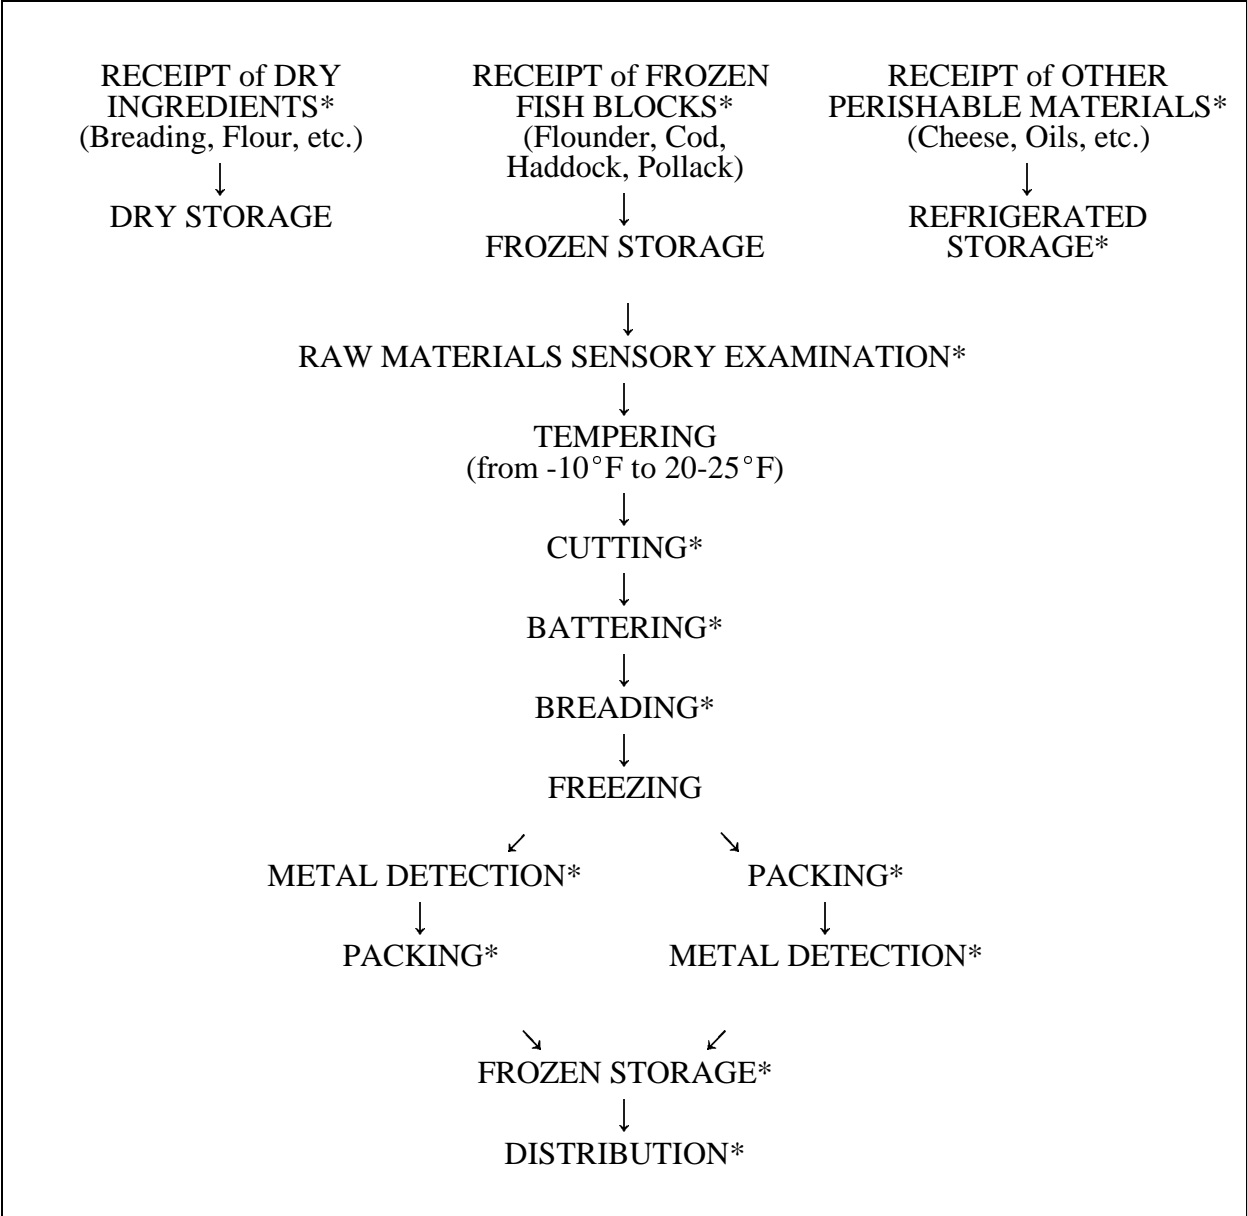 RECEIPT of DRY
INGREDIENTS*
(Breading, Flour, etc.)
DRY STORAGE
RECEIPT of FROZEN
FISH BLOCKS*
(Flounder, Cod,
Haddock, Pollack)
FROZEN STORAGE
RECEIPT of OTHER
PERISHABLE MATERIALS*
(Cheese, Oils, etc.)
REFRIGERATED
STORAGE*
RAW MATERIALS SENSORY EXAMINATION*
TEMPERING
(from -10°F to 20-25°F)
CUTTING*
BATTERING*
BREADING*
FREEZING
METAL DETECTION*
PACKING*
PACKING*
METAL DETECTION*
FROZEN STORAGE*
DISTRIBUTION*